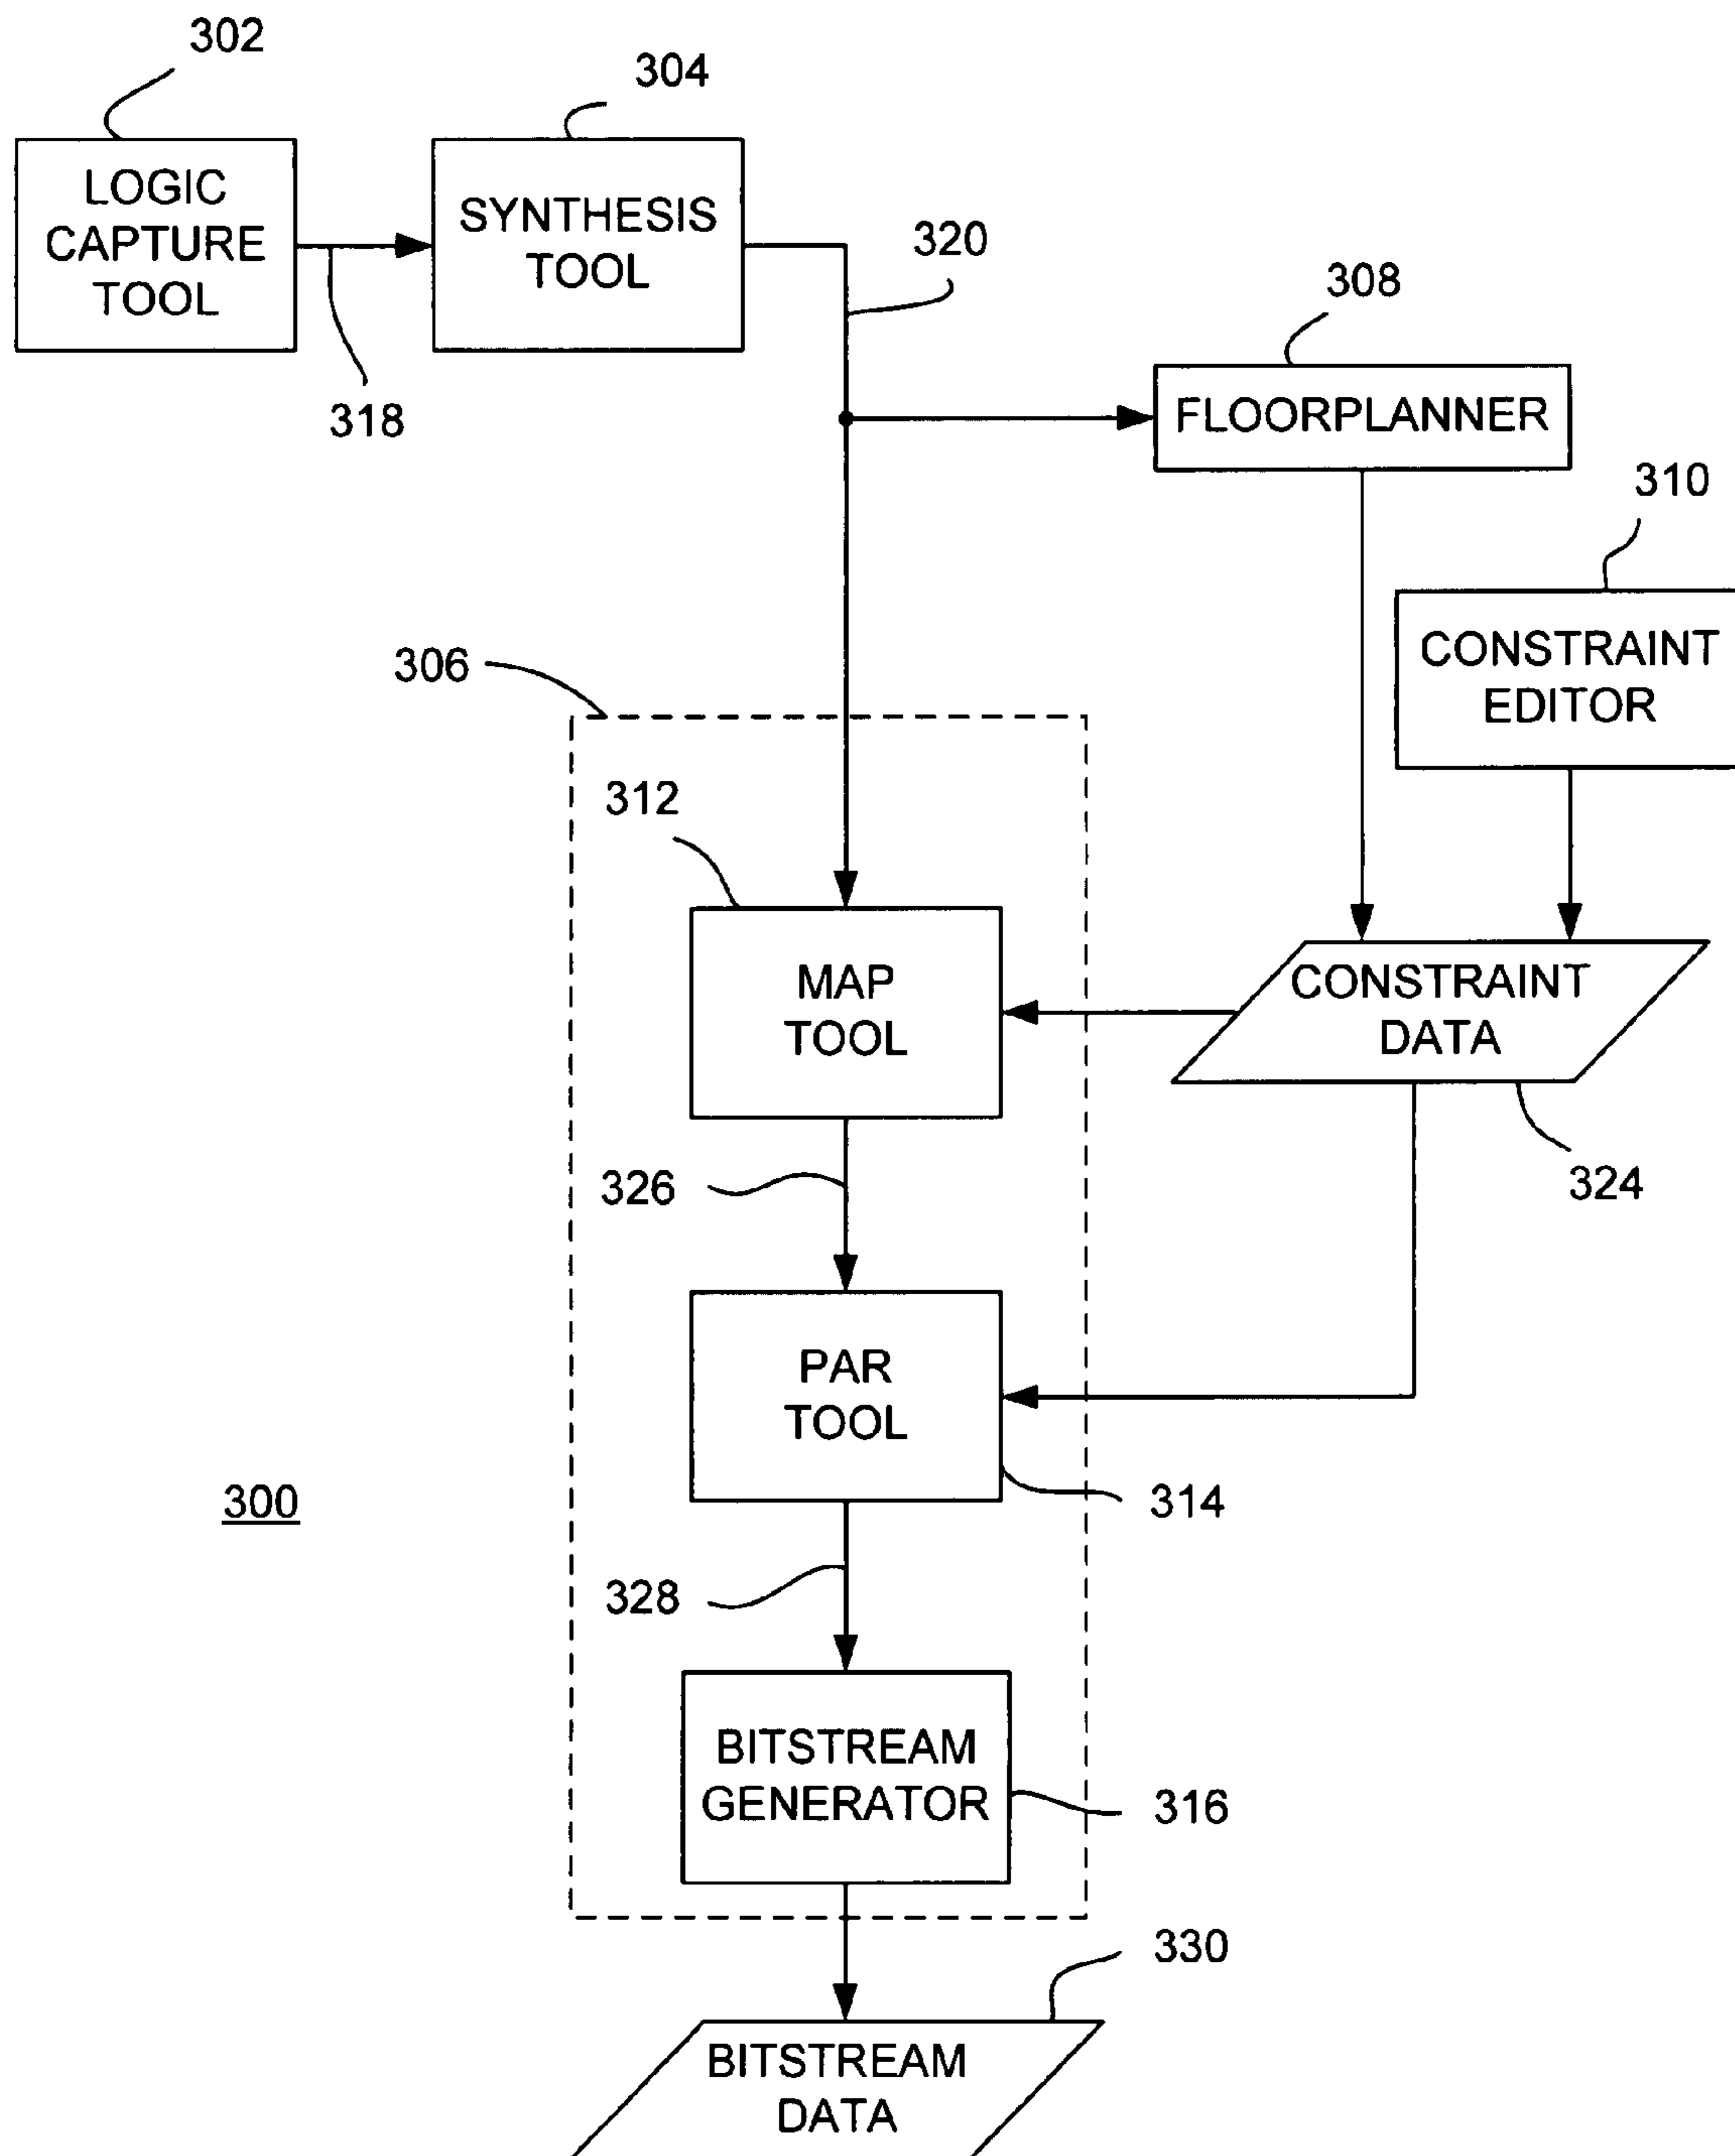 302
304
LOGIC
CAPTURE
TOOL
SYNTHESIS
TOOL
318
320
308
FLOORPLANNER
310
CONSTRAINT
EDITOR
306
312
MAP
TOOL
CONSTRAINT
DATA
324
326
PAR
TOOL
314
300
328
BITSTREAM
GENERATOR
316
330
BITSTREAM
DATA